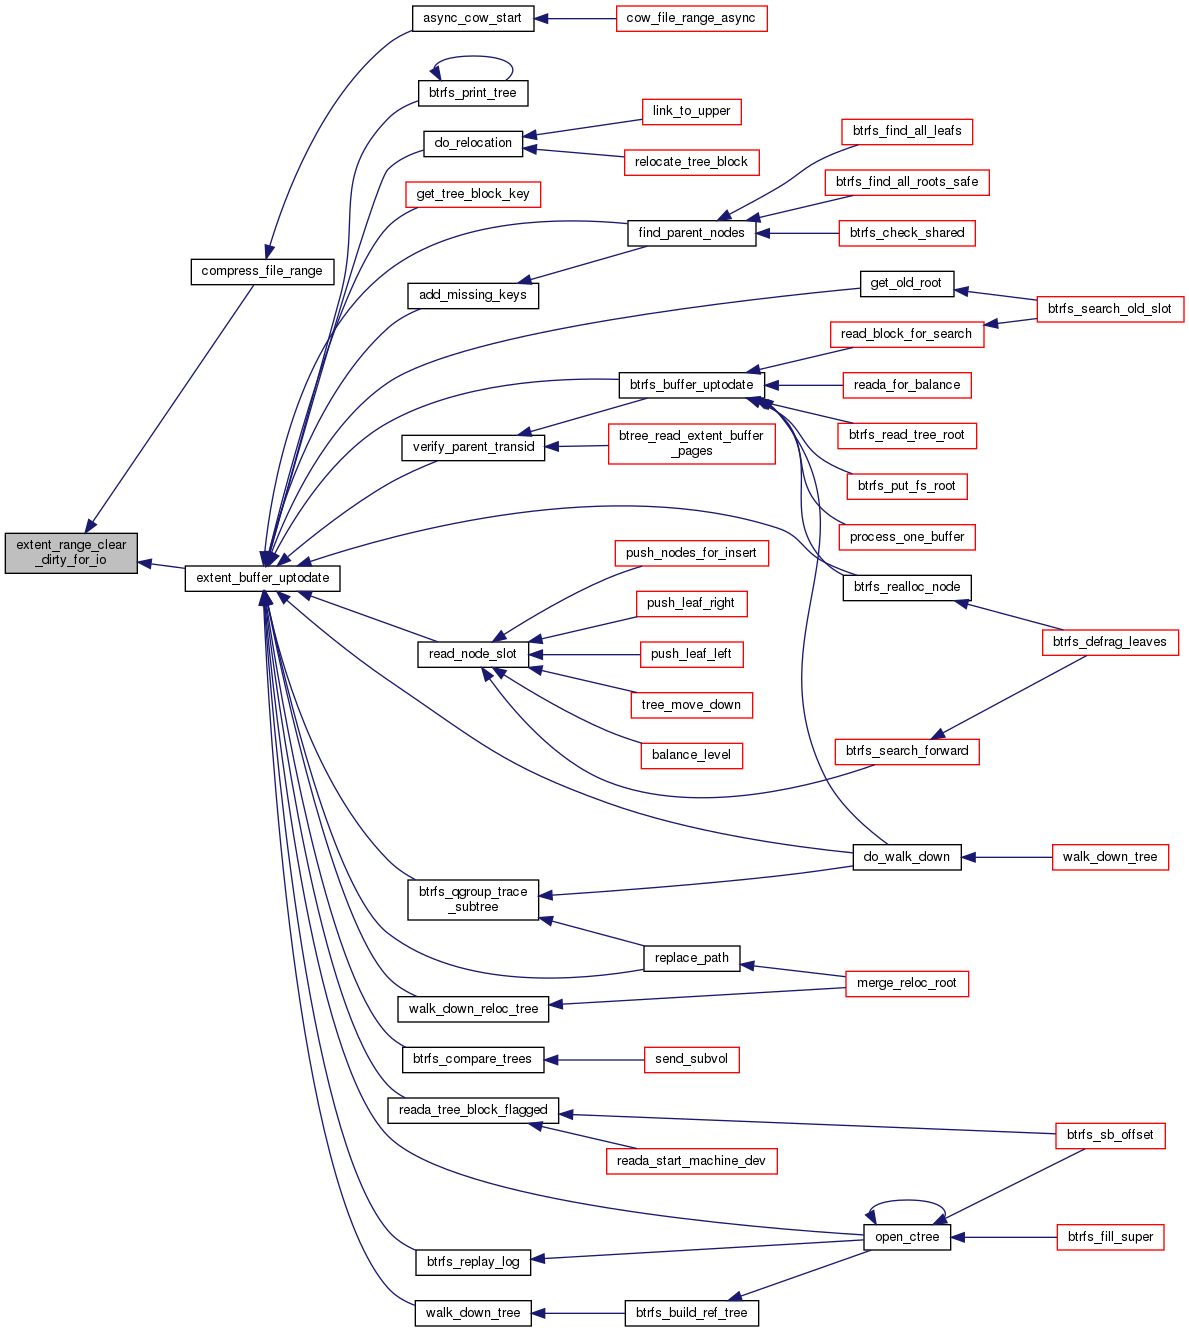 async_cow_start
cow_file_range_async
btrfs_print_tree
link_to_upper
do_relocation
btrfs_find_all_leafs
relocate_tree_block
btrfs_find_all_roots_safe
get_tree_block_key
find_parent_nodes
btrfs_check_shared
compress_file_range
get_old_root
add_missing_keys
btrfs_search_old_slot
read_block_for_search
btrfs_buffer_uptodate
reada_for_balance
btrfs_read_tree_root
verify_parent_transid
btree_read_extent_buffer
_pages
btrfs_put_fs_root
process_one_buffer
extent_range_clear
_dirty_for_io
push_nodes_for_insert
extent_buffer_uptodate
btrfs_realloc_node
push_leaf_right
btrfs_defrag_leaves
read_node_slot
push_leaf_left
tree_move_down
balance_level
btrfs_search_forward
do_walk_down
walk_down_tree
btrfs_qgroup_trace
_subtree
replace_path
merge_reloc_root
walk_down_reloc_tree
btrfs_compare_trees
send_subvol
reada_tree_block_flagged
btrfs_sb_offset
reada_start_machine_dev
open_ctree
btrfs_fill_super
btrfs_replay_log
walk_down_tree
btrfs_build_ref_tree